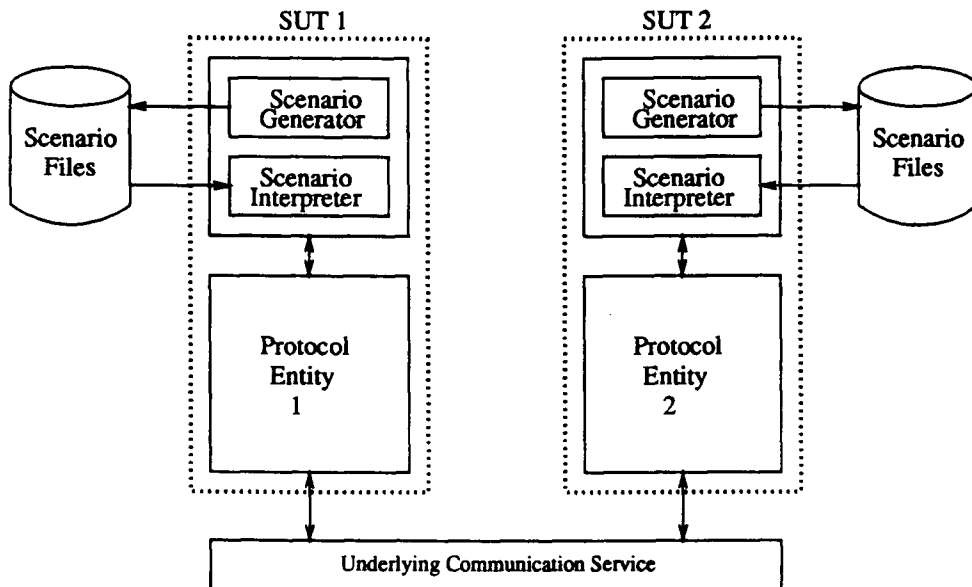 SUT 1
SUT 2
Scenario
Files
Scenario
Generator
Scenario
Interpreter
Scenario
Generator
Scenario
Interpreter
Scenario
Files
Protocol
Entity
1
Protocol
Entity
2
Underlying Communication Service